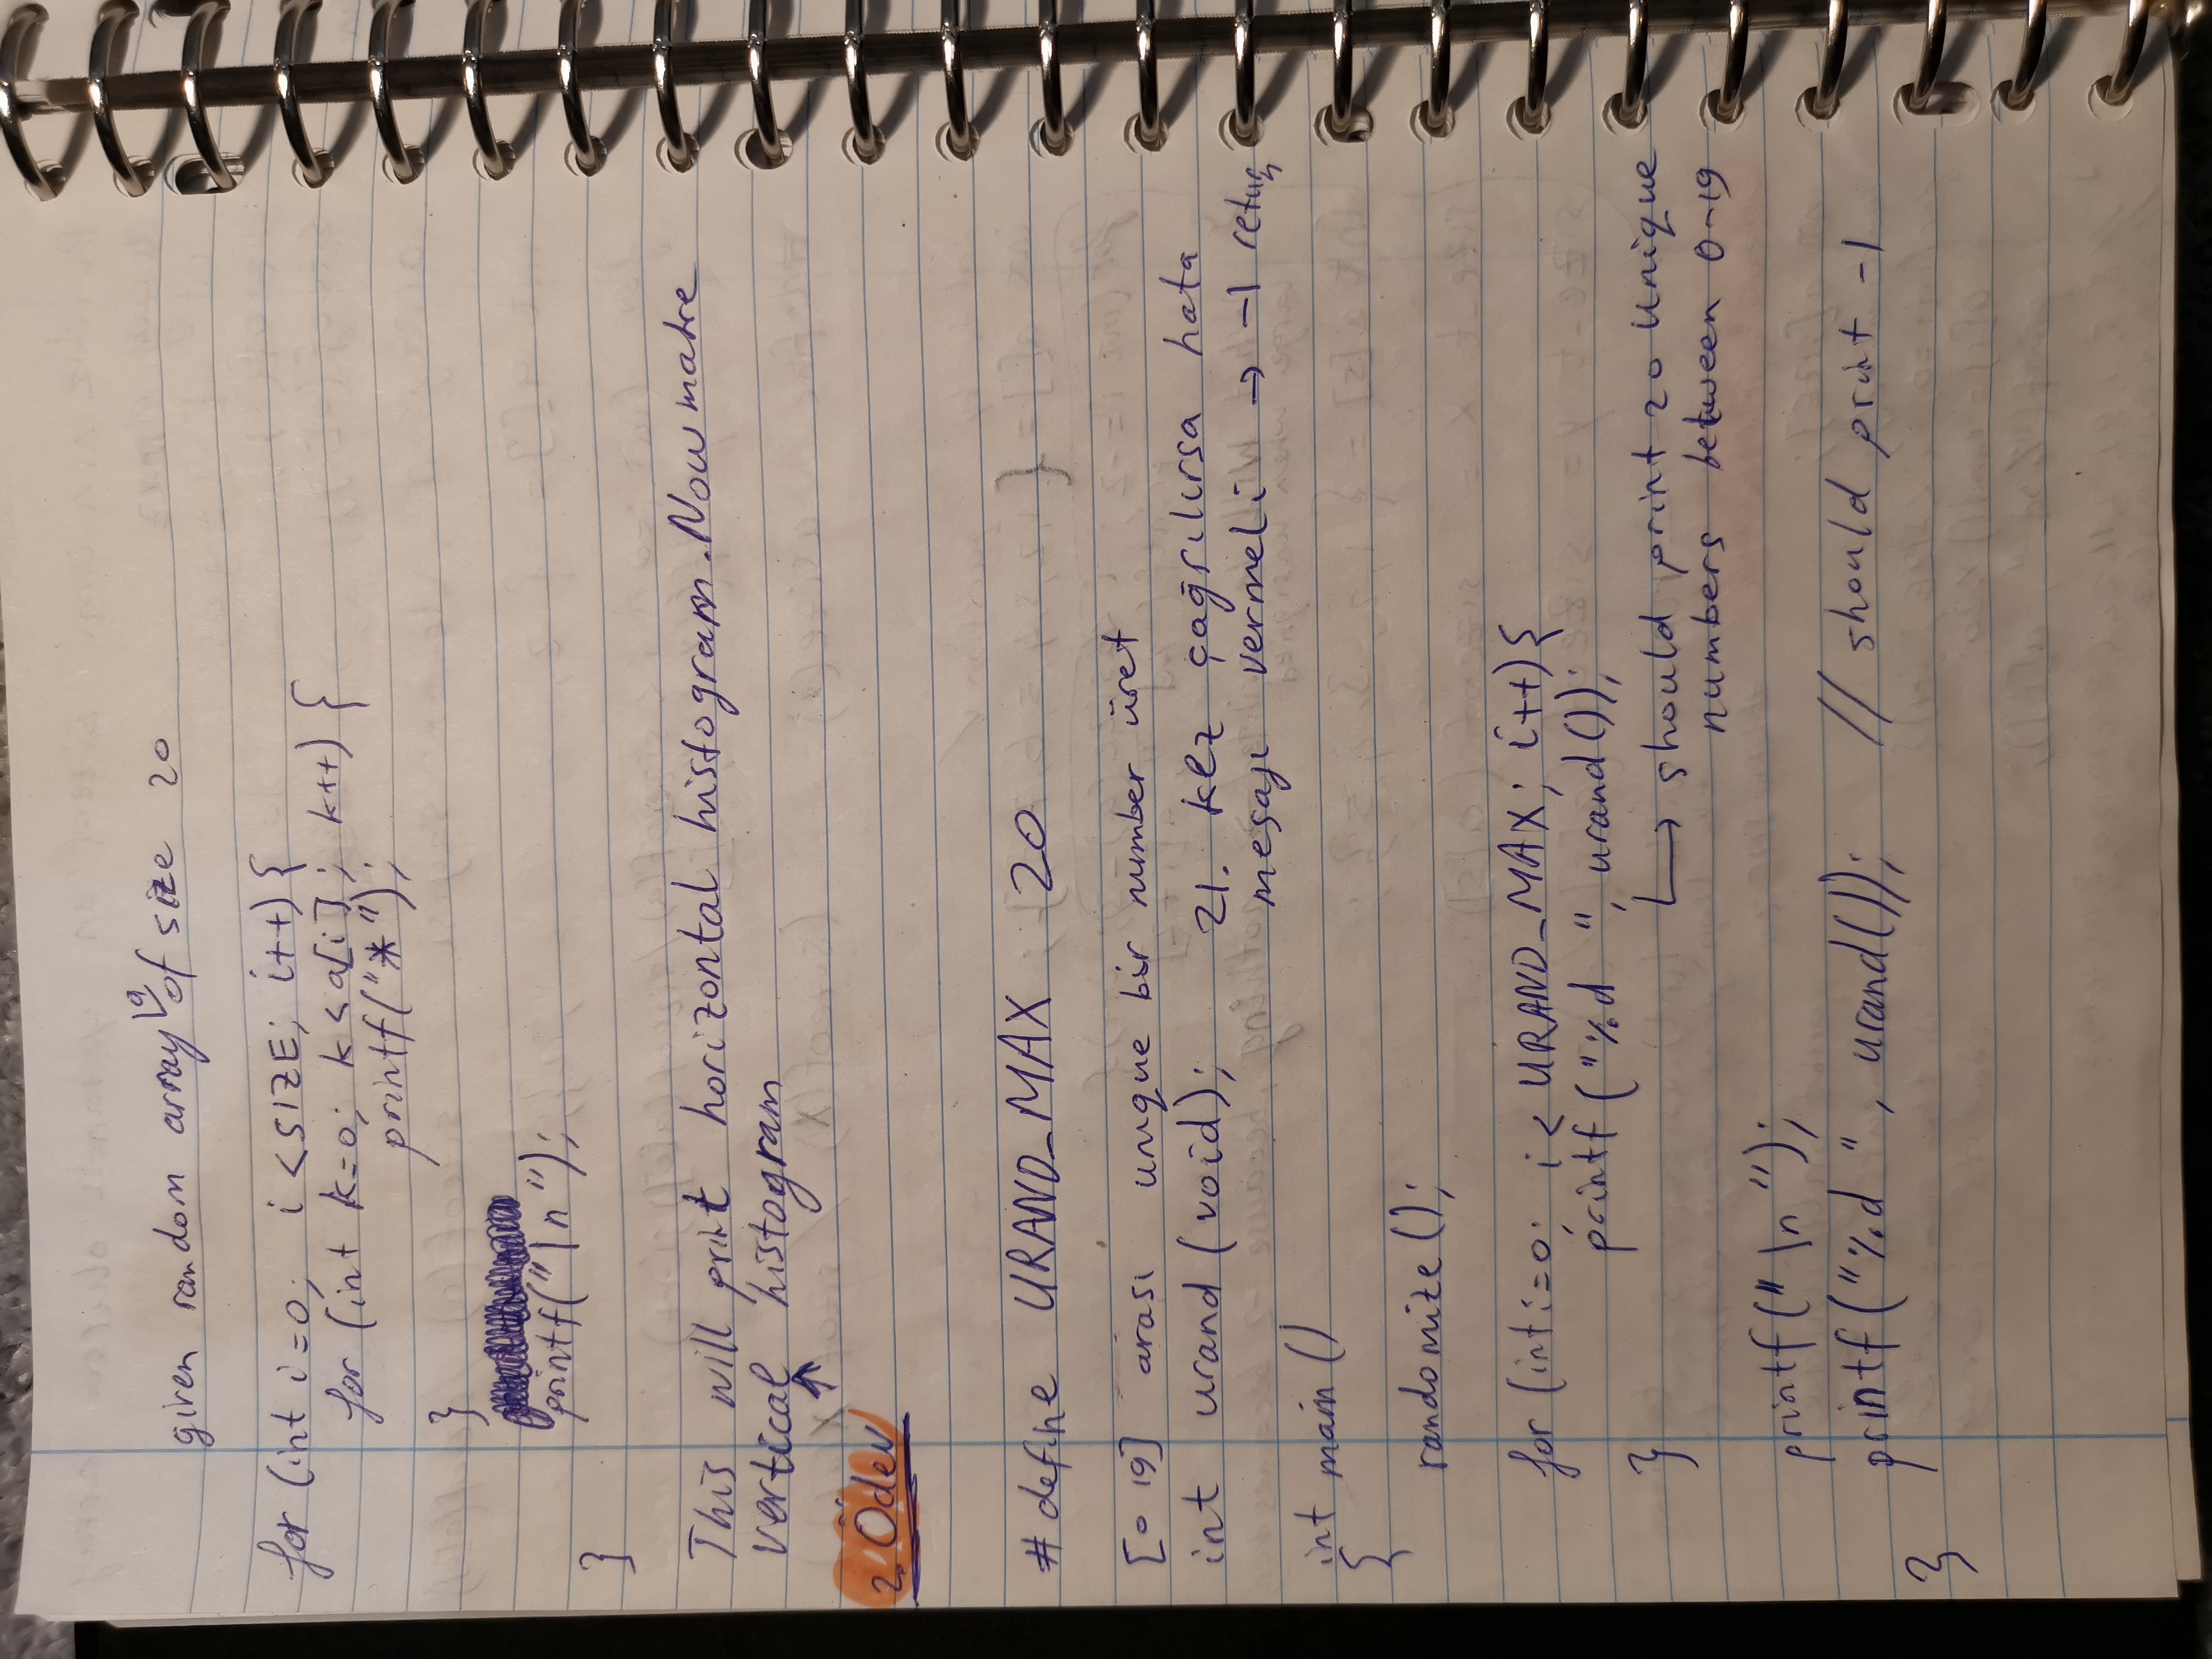 given random array a of size 20
for (int i=0; i<SIZE; i++) {
for (int k=0; k<a[i]; k++) {
printf("*");
}
printf("\n");
}
This will print horizontal histogram. Now make
vertical histogram
2. Ödev
#define URAND_MAX 20
[0 19] arası unique bir number üret
int urand(void); 21. kez çağrılırsa hata
mesajı vermeli → -1 return
int main()
{
randomize();
for (int i=0; i< URAND_MAX; i++){
printf("%d ", urand());
} → should print 20 unique
numbers between 0-19
printf("\n");
printf("%d ", urand()); // should print -1
}